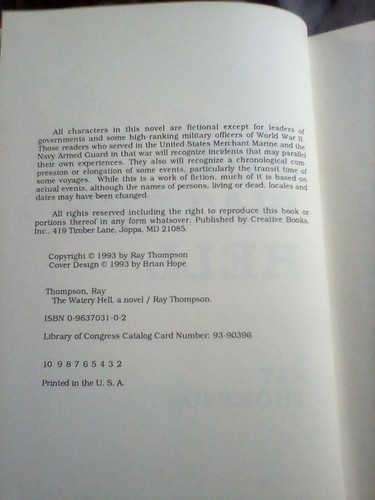 All characters in this novel are fictional except for leaders of
governments and some high-ranking military officers of World War II.
Those readers who served in the United States Merchant Marine and the
Navy Armed Guard in that war will recognize incidents that may parallel
their own experiences. They also will recognize a chronological com-
pression or elongation of some events, particularly the transit time of
some voyages. While this is a work of fiction, much of it is based on
actual events, although the names of persons, living or dead, locales and
dates may have been changed.
All rights reserved including the right to reproduce this book or
portions thereof in any form whatsover. Published by Creative Books,
Inc., 419 Timber Lane, Joppa, MD 21085.
Copyright © 1993 by Ray Thompson
Cover Design © 1993 by Brian Hope
Thompson, Ray
The Watery Hell, a novel / Ray Thompson.
ISBN 0-9637031-0-2
Library of Congress Catalog Card Number: 93-90396
10 9 8 7 6 5 4 3 2
Printed in the U. S. A.